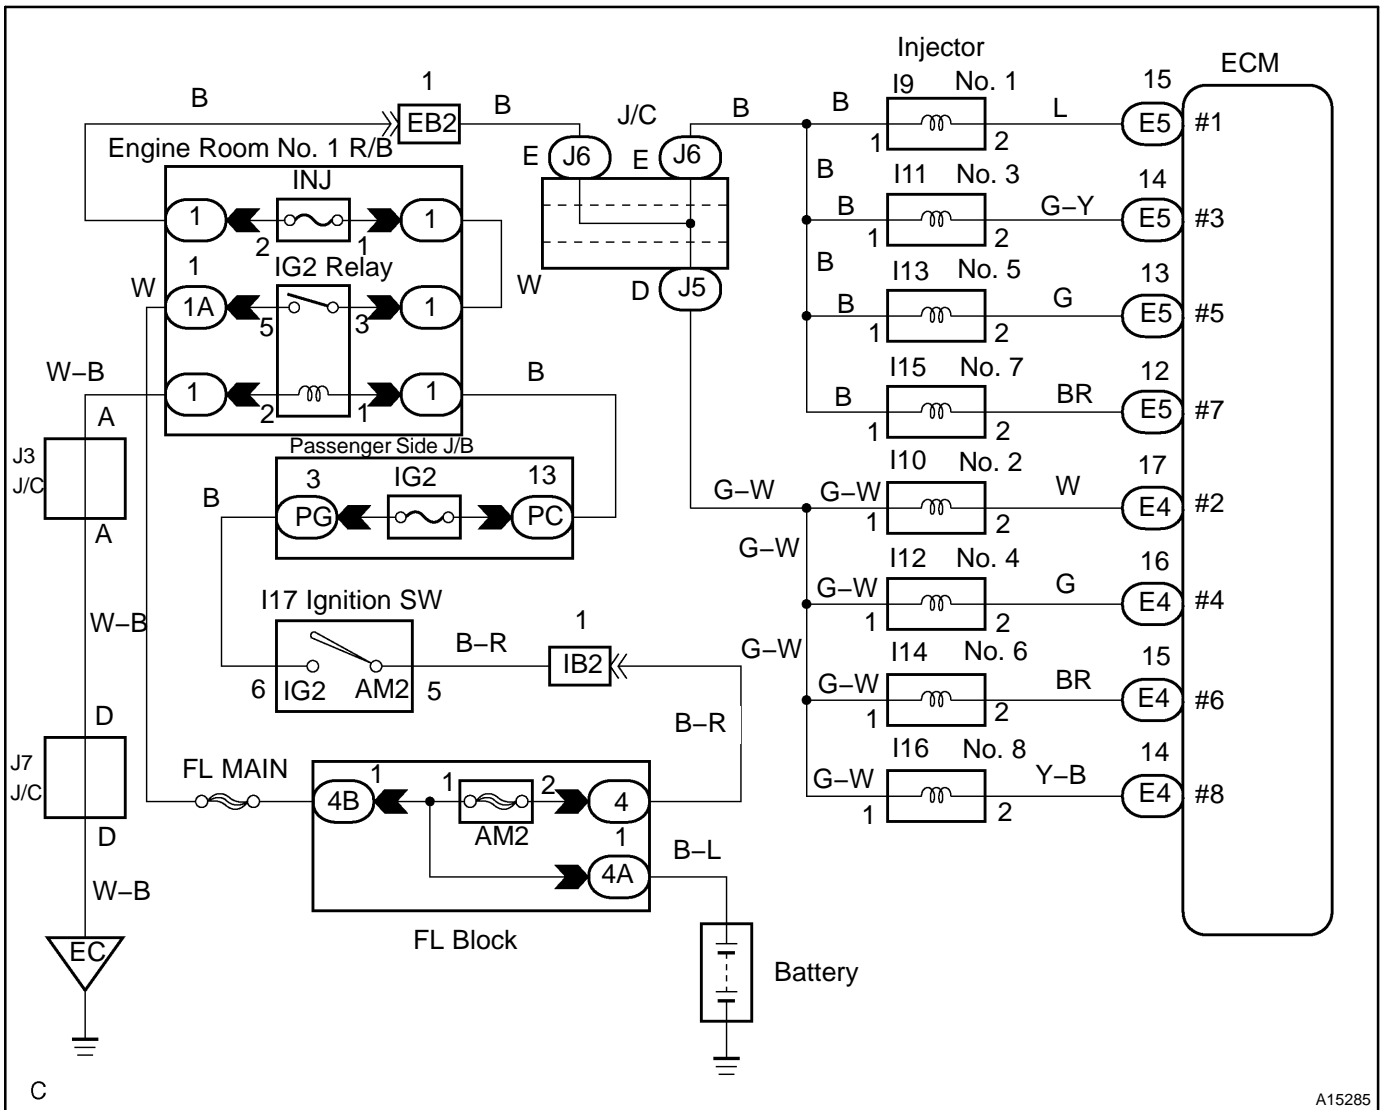 Injector
ECM
1
B
B
EB2
J/C
B
B
I9
No. 1
L
15
E5
#1
1
2
Engine Room No. 1 R/B
E
J6
E
J6
INJ
1
2
1
1
B
I11
No. 3
G–Y
14
E5
#3
B
1
2
1
IG2 Relay
W
W
1A
5
3
1
D
J5
B
I13
No. 5
G
13
E5
#5
B
1
2
W–B
1
2
1
1
B
I15
No. 7
BR
12
E5
#7
B
1
2
A
J3
J/C
A
Passenger Side J/B
3
IG2
13
B
PG
PC
G–W
G–W
I10
No. 2
W
17
E4
#2
1
2
G–W
I12
No. 4
G
16
E4
#4
G–W
1
2
W–B
I17 Ignition SW
B–R
1
IB2
6
IG2
AM2
5
G–W
I14
No. 6
BR
15
E4
#6
G–W
1
2
B–R
D
J7
J/C
D
FL MAIN
1
4B
1
2
AM2
4
1
4A
B–L
I16
No. 8
Y–B
14
E4
#8
G–W
1
2
W–B
FL Block
EC
Battery
C
A15285